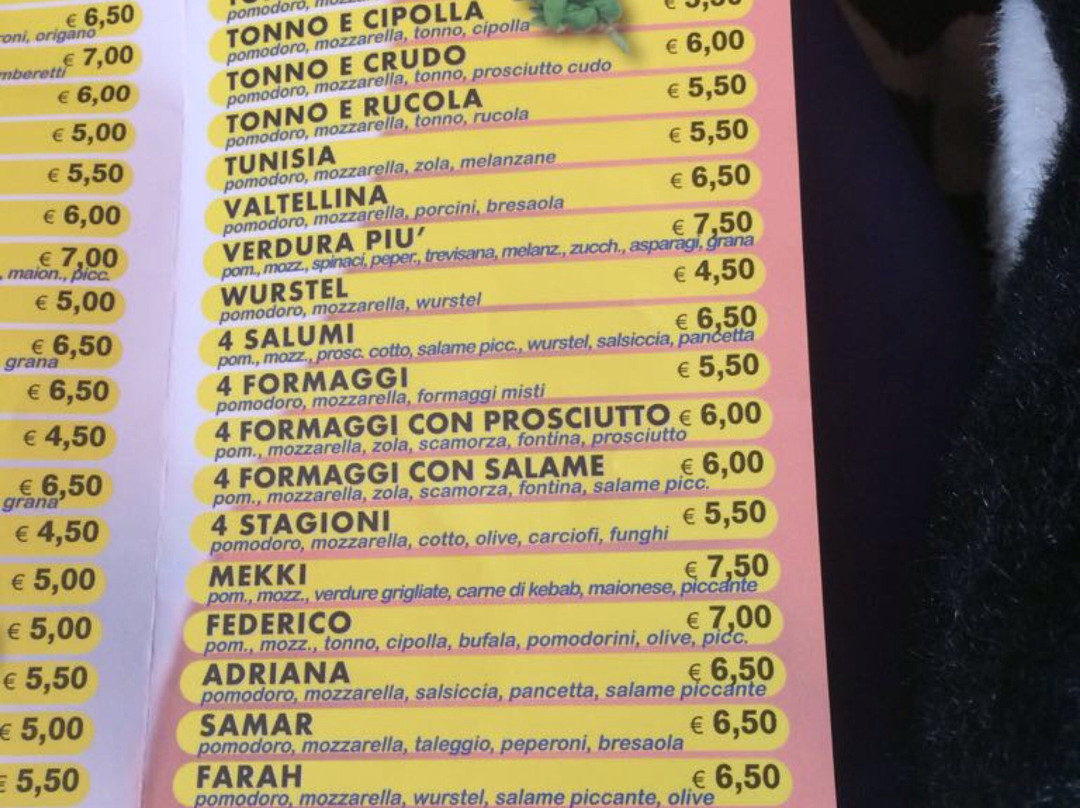 € 6,50
origano
€ 7,00
€ 6,00
€ 5,00
€ 5,50
€ 6,00
€ 7,00
, maion., picc.
€ 5,00
€ 6,50
grana
€ 6,50
€ 4,50
€ 6,50
grana
€ 4,50
€ 5,00
€ 5,00
€ 5,50
€ 5,00
€ 5,50
TONNO E CIPOLLA
pomodoro, mozzarella, tonno, cipolla
TONNO E CRUDO € 6,00
pomodoro, mozzarella, tonno, prosciutto cudo
TONNO E RUCOLA € 5,50
pomodoro, mozzarella, tonno, rucola
TUNISIA € 5,50
pomodoro, mozzarella, zola, melanzane
VALTELLINA € 6,50
pomodoro, mozzarella, porcini, bresaola
VERDURA PIU' € 7,50
pom., mozz., spinaci, peper., trevisana, melanz., zucch., asparagi, grana
WURSTEL € 4,50
pomodoro, mozzarella, wurstel
4 SALUMI € 6,50
pom., mozz., prosc. cotto, salame picc., wurstel, salsiccia, pancetta
4 FORMAGGI € 5,50
pomodoro, mozzarella, formaggi misti
4 FORMAGGI CON PROSCIUTTO € 6,00
pom., mozzarella, zola, scamorza, fontina, prosciutto
4 FORMAGGI CON SALAME € 6,00
pom., mozzarella, zola, scamorza, fontina, salame picc.
4 STAGIONI € 5,50
pomodoro, mozzarella, cotto, olive, carciofi, funghi
MEKKI € 7,50
pom., mozz., verdure grigliate, carne di kebab, maionese, piccante
FEDERICO € 7,00
pom., mozz., tonno, cipolla, bufala, pomodorini, olive, picc.
ADRIANA € 6,50
pomodoro, mozzarella, salsiccia, pancetta, salame piccante
SAMAR € 6,50
pomodoro, mozzarella, taleggio, peperoni, bresaola
FARAH € 6,50
pomodoro, mozzarella, wurstel, salame piccante, olive